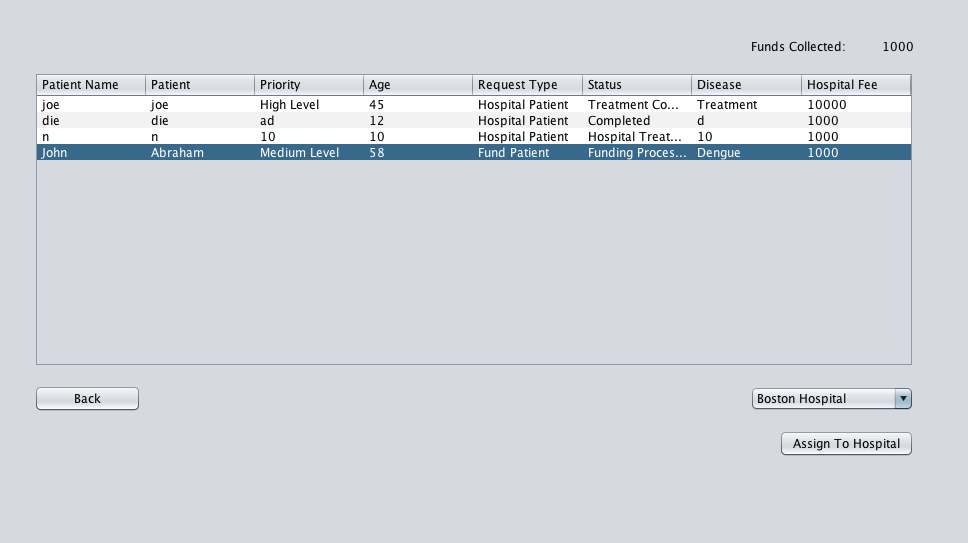 Funds Collected: 1000
Patient Name Patient Priority Age Request Type Status Disease Hospital Fee
joe joe High Level 45 Hospital Patient Treatment Co... Treatment 10000
die die ad 12 Hospital Patient Completed d 1000
n n 10 10 Hospital Patient Hospital Treat... 10 1000
John Abraham Medium Level 58 Fund Patient Funding Proces... Dengue 1000
Back Boston Hospital
Assign To Hospital